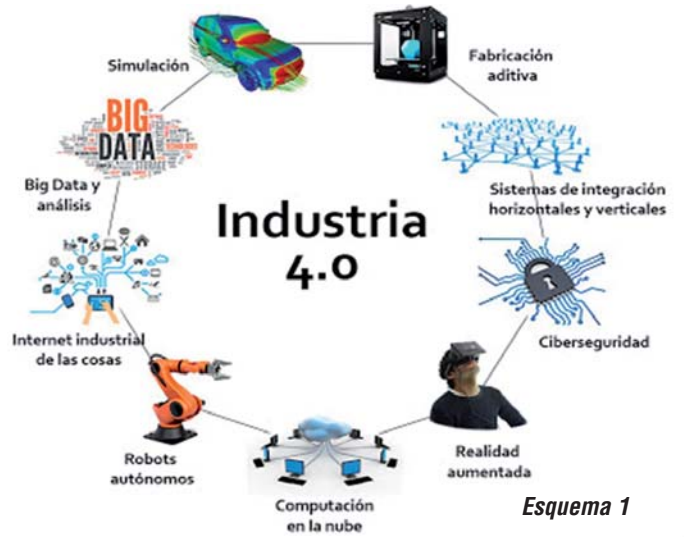 Simulación
Fabricación
aditiva
BIG
DATA
Big Data y
análisis
Sistemas de integración
horizontales y verticales
Industria
4.0
Internet industrial
de las cosas
Ciberseguridad
Robots
autónomos
Realidad
aumentada
Computación
en la nube
Esquema 1